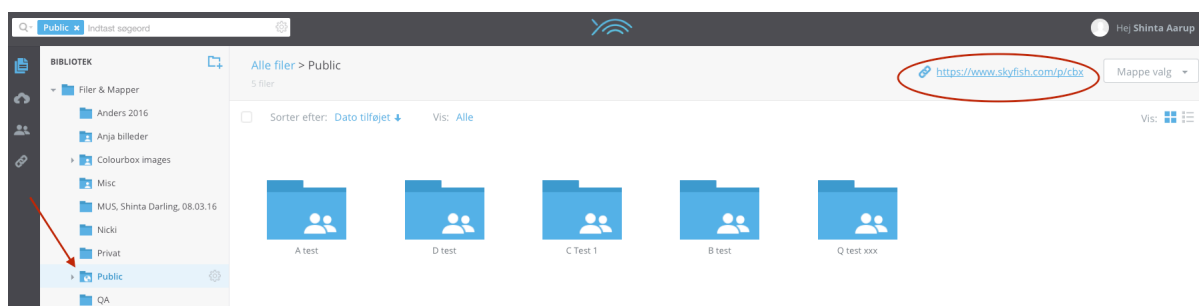 Public × Indtast søgeord
Hej Shinta Aarup
BIBLIOTEK
Filer & Mapper
Anders 2016
Anja billeder
Colourbox images
Misc
MUS, Shinta Darling, 08.03.16
Nicki
Privat
Public
QA
Alle filer > Public
5 filer
https://www.skyfish.com/p/cbx
Mappe valg
Sorter efter: Dato tilføjet Vis: Alle
Vis:
A test
D test
C Test 1
B test
Q test xxx